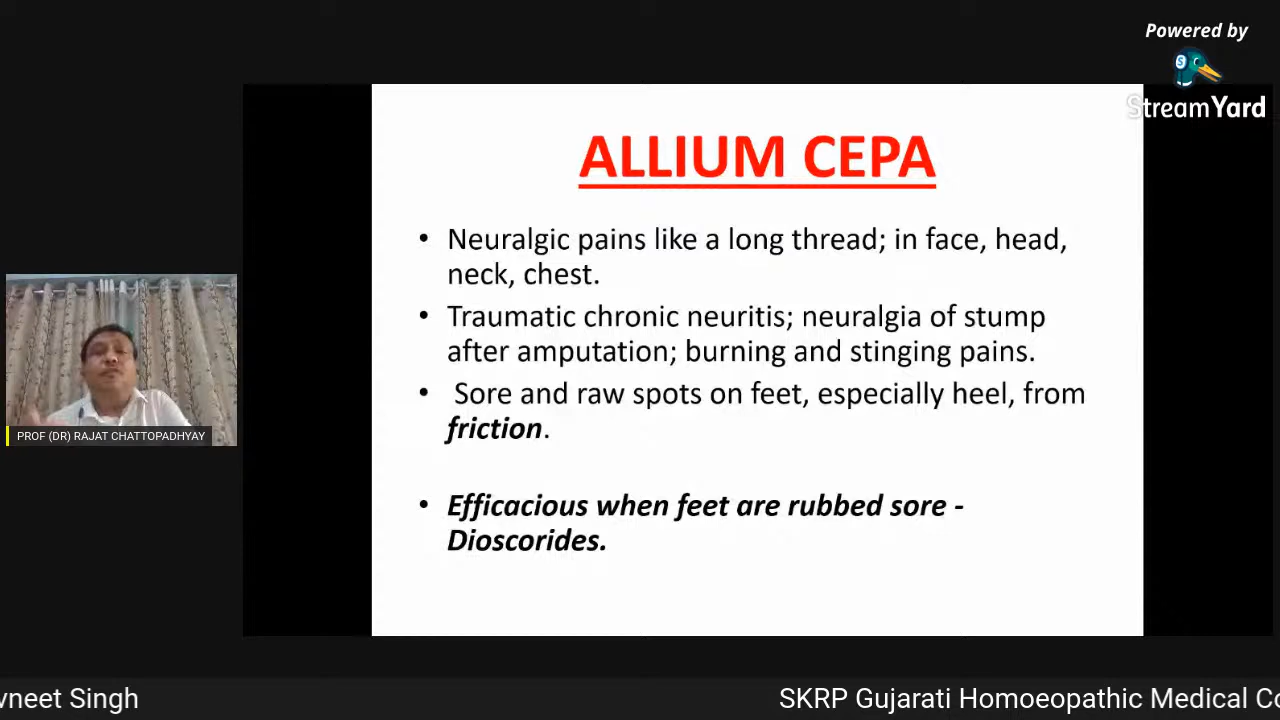 Powered by
StreamYard
ALLIUM CEPA
• Neuralgic pains like a long thread; in face, head,
neck, chest.
• Traumatic chronic neuritis; neuralgia of stump
after amputation; burning and stinging pains.
• Sore and raw spots on feet, especially heel, from
friction.
• Efficacious when feet are rubbed sore -
Dioscorides.
PROF (DR) RAJAT CHATTOPADHYAY
vneet Singh
SKRP Gujarati Homoeopathic Medical Co